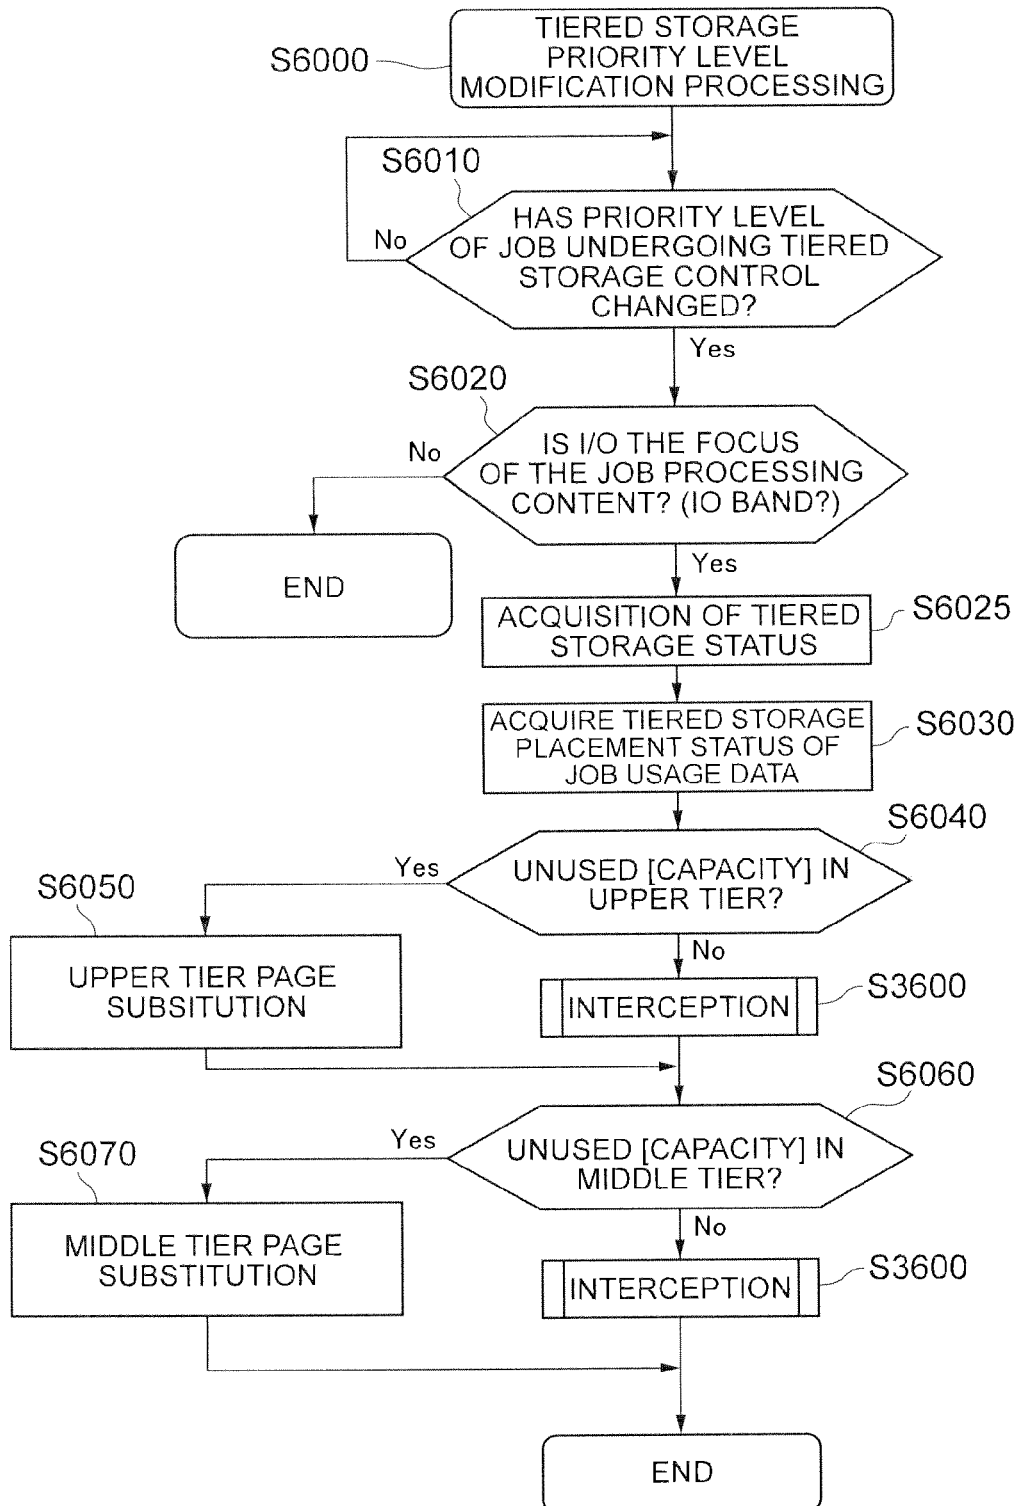 TIERED STORAGE
PRIORITY LEVEL
MODIFICATION PROCESSING
S6000
S6010
HAS PRIORITY LEVEL
OF JOB UNDERGOING TIERED
STORAGE CONTROL
CHANGED?
No
Yes
S6020
IS I/O THE FOCUS
OF THE JOB PROCESSING
CONTENT? (IO BAND?)
No
END
Yes
ACQUISITION OF TIERED
STORAGE STATUS
S6025
ACQUIRE TIERED STORAGE
PLACEMENT STATUS OF
JOB USAGE DATA
S6030
S6040
UNUSED [CAPACITY] IN
UPPER TIER?
Yes
S6050
UPPER TIER PAGE
SUBSITUTION
No
INTERCEPTION
S3600
S6060
UNUSED [CAPACITY] IN
MIDDLE TIER?
Yes
S6070
MIDDLE TIER PAGE
SUBSTITUTION
No
INTERCEPTION
S3600
END